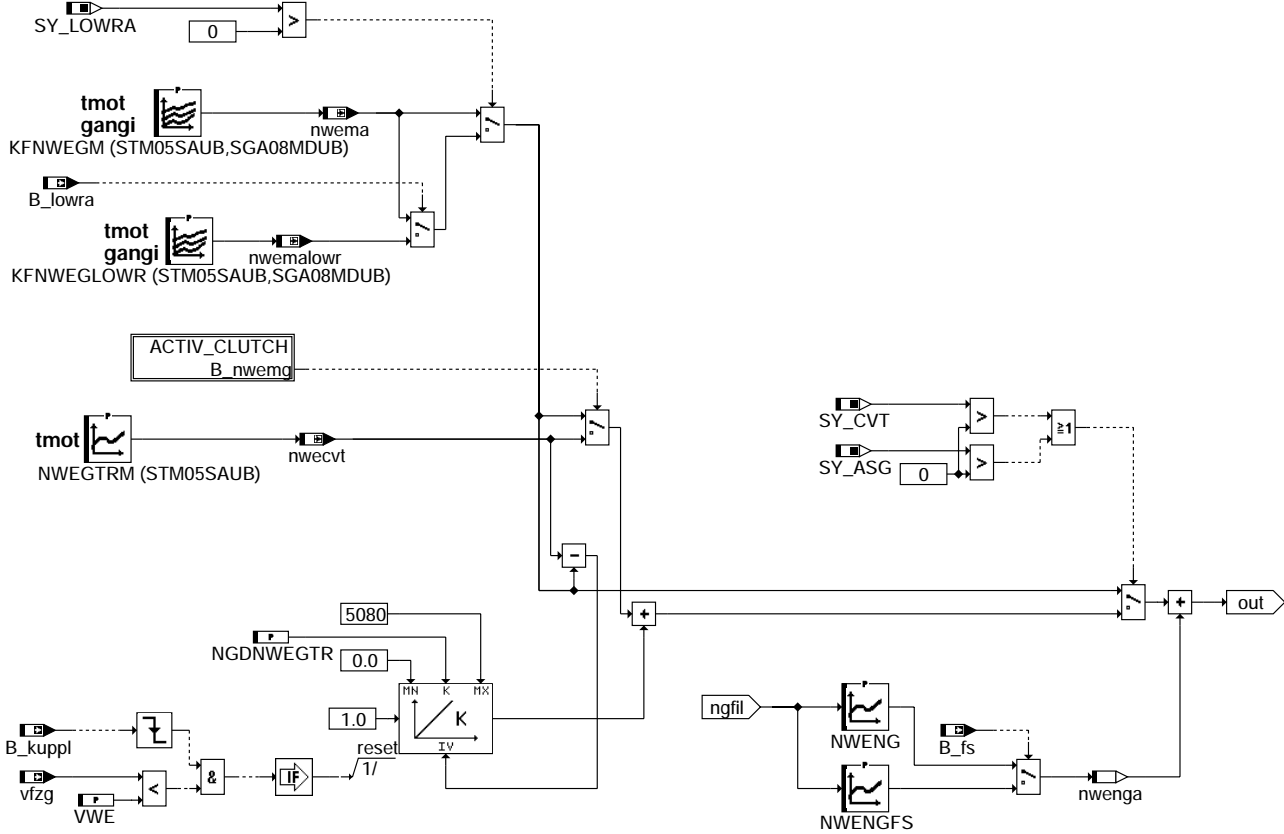 SY_LOWRA
0
>
P
tmot
gangi
nwema
KFNWEGM (STM05SAUB,SGA08MDUB)
B_lowra
P
tmot
gangi
nwemalowr
KFNWEGLOWR (STM05SAUB,SGA08MDUB)
ACTIV_CLUTCH
B_nwemg
P
tmot
nwecvt
NWEGTRM (STM05SAUB)
SY_CVT
>
SY_ASG
0
>
≥1
-
5080
P
NGDNWEGTR
0.0
MN K MX
1.0
K
IV
+
+
out
B_kuppl
vfzg
P
VWE
<
&
IF
reset
1/
ngfil
P
NWENG
P
NWENGFS
B_fs
nwenga